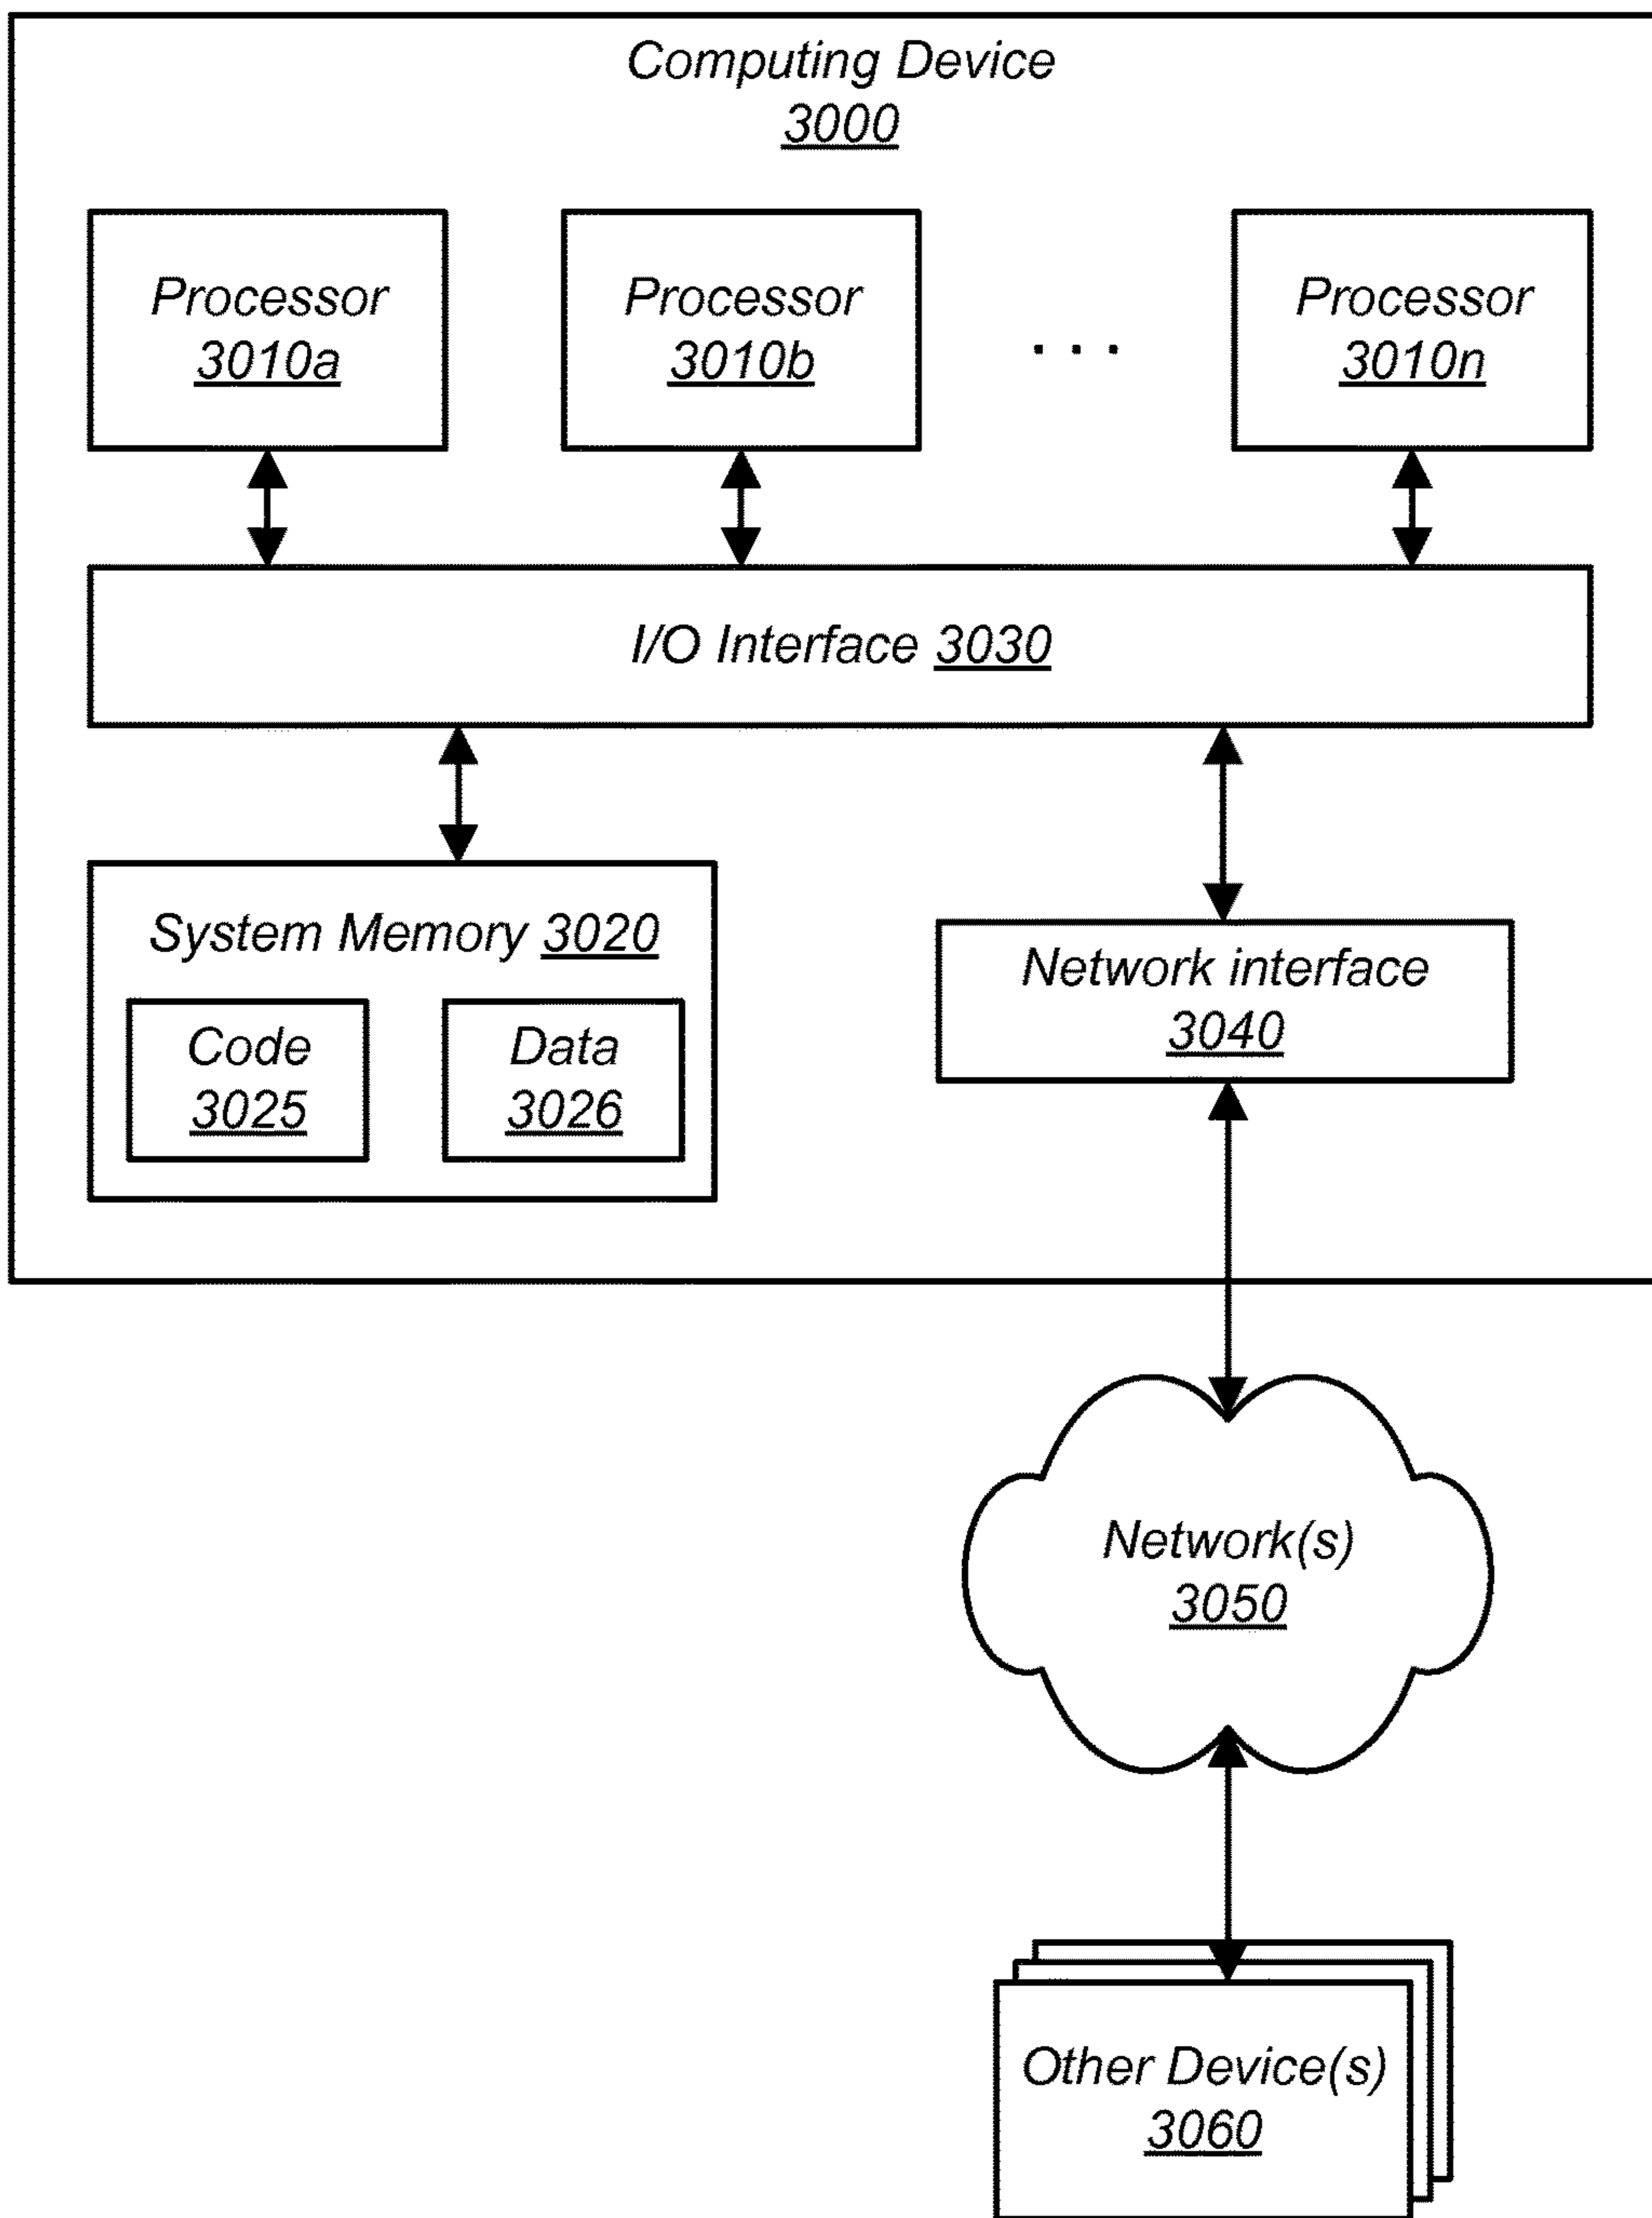 Computing Device
3000
Processor
3010a
Processor
3010b
. . .
Processor
3010n
I/O Interface 3030
System Memory 3020
Code
3025
Data
3026
Network interface
3040
Network(s)
3050
Other Device(s)
3060